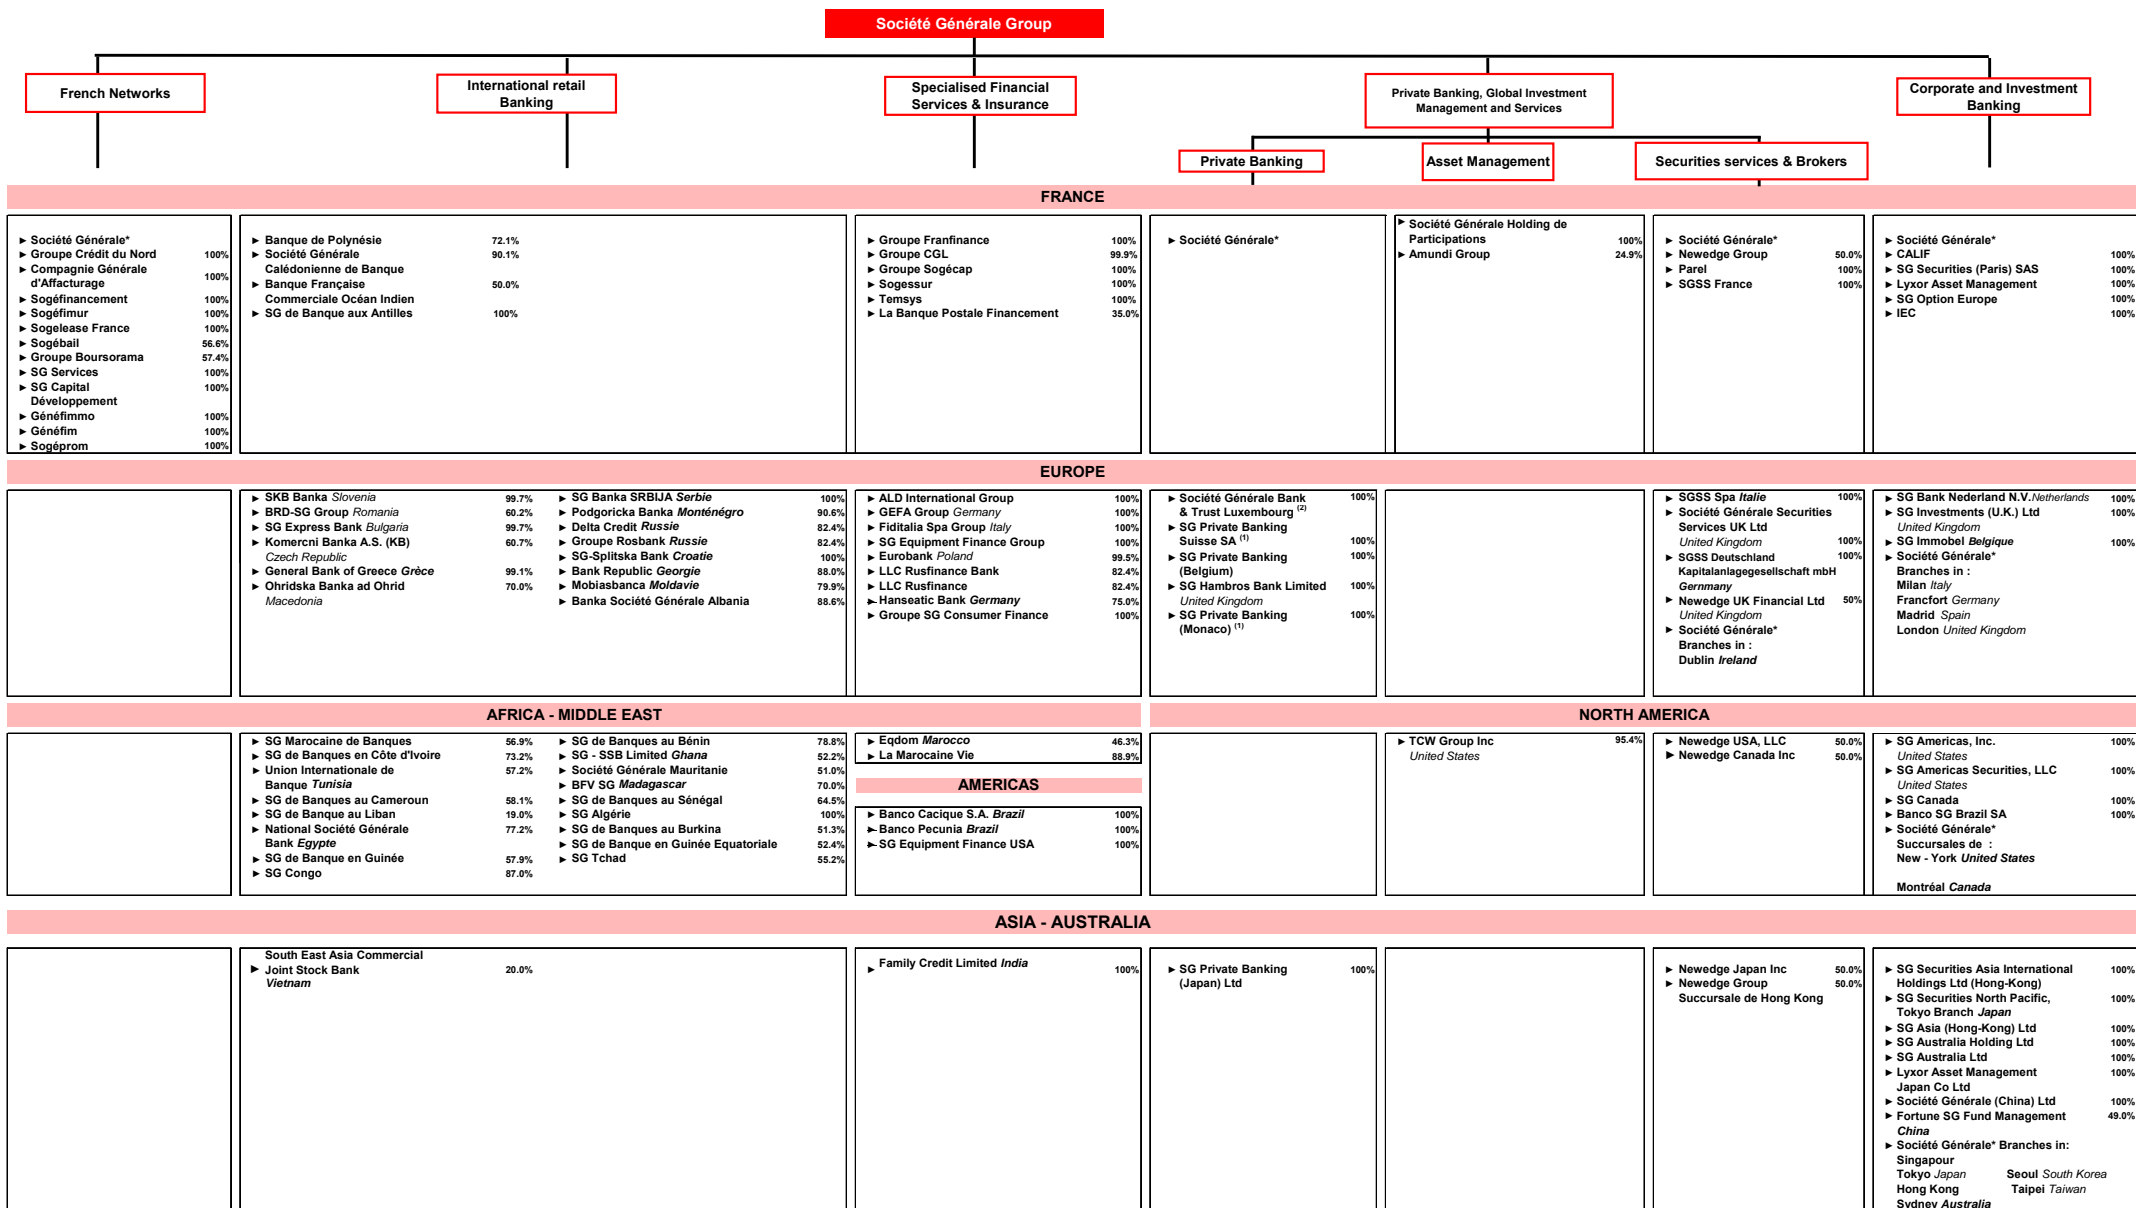 Société Générale Group
French Networks
International retail
Banking
Specialised Financial
Services & Insurance
Private Banking, Global Investment
Management and Services
Corporate and Investment
Banking
Private Banking
Asset Management
Securities services & Brokers
FRANCE
► Société Générale*
► Groupe Crédit du Nord 100%
► Compagnie Générale
d'Affacturage 100%
► Sogéfinancement 100%
► Sogéfimur 100%
► Sogelease France 100%
► Sogébail 56.6%
► Groupe Boursorama 57.4%
► SG Services 100%
► SG Capital 100%
Développement
► Généfimmo 100%
► Généfim 100%
► Sogéprom 100%
► Banque de Polynésie 72.1%
► Société Générale 90.1%
Calédonienne de Banque
► Banque Française 50.0%
Commerciale Océan Indien
► SG de Banque aux Antilles 100%
► Groupe Franfinance 100%
► Groupe CGL 99.9%
► Groupe Sogécap 100%
► Sogessur 100%
► Temsys 100%
► La Banque Postale Financement 35.0%
► Société Générale*
► Société Générale Holding de
Participations 100%
► Amundi Group 24.9%
► Société Générale*
► Newedge Group 50.0%
► Parel 100%
► SGSS France 100%
► Société Générale*
► CALIF 100%
► SG Securities (Paris) SAS 100%
► Lyxor Asset Management 100%
► SG Option Europe 100%
► IEC 100%
EUROPE
► SKB Banka Slovenia 99.7%
► BRD-SG Group Romania 60.2%
► SG Express Bank Bulgaria 99.7%
► Komercni Banka A.S. (KB) 60.7%
Czech Republic
► General Bank of Greece Grèce 99.1%
► Ohridska Banka ad Ohrid 70.0%
Macedonia
► SG Banka SRBIJA Serbie 100%
► Podgoricka Banka Monténégro 90.6%
► Delta Credit Russie 82.4%
► Groupe Rosbank Russie 82.4%
► SG-Splitska Bank Croatie 100%
► Bank Republic Georgie 88.0%
► Mobiasbanca Moldavie 79.9%
► Banka Société Générale Albania 88.6%
► ALD International Group 100%
► GEFA Group Germany 100%
► Fiditalia Spa Group Italy 100%
► SG Equipment Finance Group 100%
► Eurobank Poland 99.5%
► LLC Rusfinance Bank 82.4%
► LLC Rusfinance 82.4%
► Hanseatic Bank Germany 75.0%
► Groupe SG Consumer Finance 100%
► Société Générale Bank 100%
& Trust Luxembourg (2)
► SG Private Banking
Suisse SA (1) 100%
► SG Private Banking 100%
(Belgium)
► SG Hambros Bank Limited 100%
United Kingdom
► SG Private Banking 100%
(Monaco) (1)
► SGSS Spa Italie 100%
► Société Générale Securities
Services UK Ltd
United Kingdom 100%
► SGSS Deutschland 100%
Kapitalanlagegesellschaft mbH
Gernmany
► Newedge UK Financial Ltd 50%
United Kingdom
► Société Générale*
Branches in :
Dublin Ireland
► SG Bank Nederland N.V. Netherlands 100%
► SG Investments (U.K.) Ltd 100%
United Kingdom
► SG Immobel Belgique 100%
► Société Générale*
Branches in :
Milan Italy
Francfort Germany
Madrid Spain
London United Kingdom
AFRICA - MIDDLE EAST
► SG Marocaine de Banques 56.9%
► SG de Banques en Côte d'Ivoire 73.2%
► Union Internationale de 57.2%
Banque Tunisia
► SG de Banques au Cameroun 58.1%
► SG de Banque au Liban 19.0%
► National Société Générale 77.2%
Bank Egypte
► SG de Banque en Guinée 57.9%
► SG Congo 87.0%
► SG de Banques au Bénin 78.8%
► SG - SSB Limited Ghana 52.2%
► Société Générale Mauritanie 51.0%
► BFV SG Madagascar 70.0%
► SG de Banques au Sénégal 64.5%
► SG Algérie 100%
► SG de Banques au Burkina 51.3%
► SG de Banque en Guinée Equatoriale 52.4%
► SG Tchad 55.2%
► Eqdom Marocco 46.3%
► La Marocaine Vie 88.9%
AMERICAS
► Banco Cacique S.A. Brazil 100%
► Banco Pecunia Brazil 100%
► SG Equipment Finance USA 100%
NORTH AMERICA
► TCW Group Inc 95.4%
United States
► Newedge USA, LLC 50.0%
► Newedge Canada Inc 50.0%
► SG Americas, Inc. 100%
United States
► SG Americas Securities, LLC 100%
United States
► SG Canada 100%
► Banco SG Brazil SA 100%
► Société Générale*
Succursales de :
New - York United States
Montréal Canada
ASIA - AUSTRALIA
South East Asia Commercial
► Joint Stock Bank 20.0%
Vietnam
► Family Credit Limited India 100%
► SG Private Banking 100%
(Japan) Ltd
► Newedge Japan Inc 50.0%
► Newedge Group 50.0%
Succursale de Hong Kong
► SG Securities Asia International 100%
Holdings Ltd (Hong-Kong)
► SG Securities North Pacific, 100%
Tokyo Branch Japan
► SG Asia (Hong-Kong) Ltd 100%
► SG Australia Holding Ltd 100%
► SG Australia Ltd 100%
► Lyxor Asset Management 100%
Japan Co Ltd
► Société Générale (China) Ltd 100%
► Fortune SG Fund Management 49.0%
China
► Société Générale* Branches in:
Singapour
Tokyo Japan Seoul South Korea
Hong Kong Taipei Taiwan
Sydney Australia